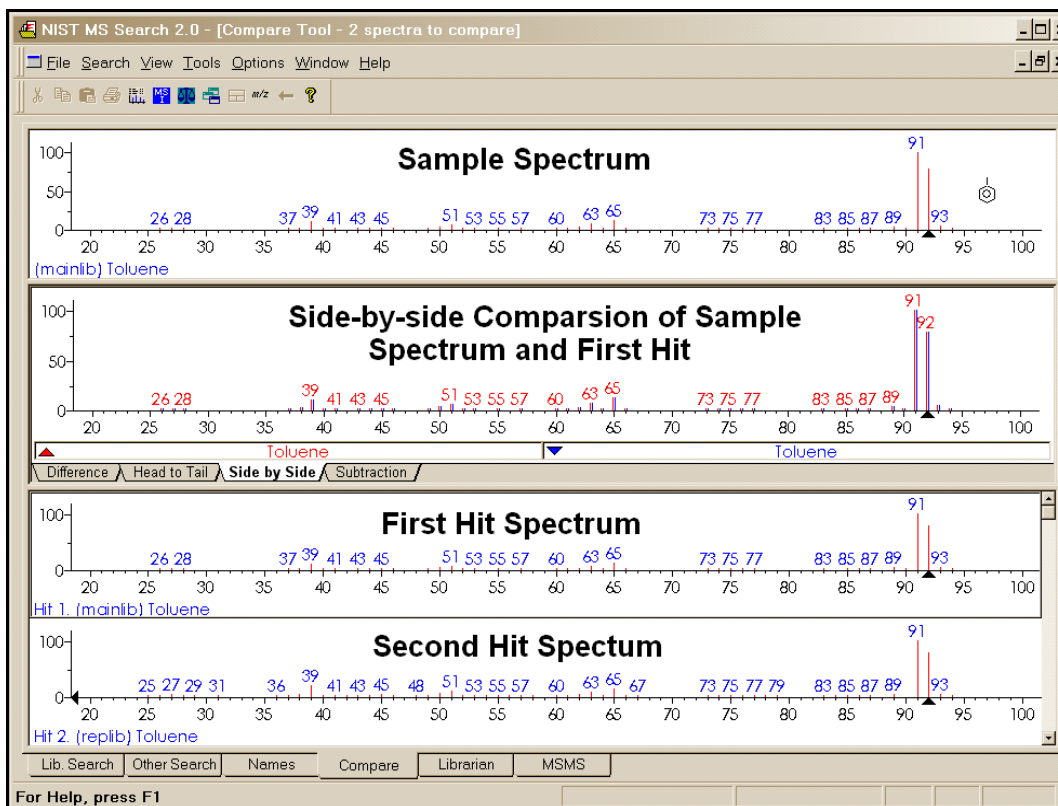 NIST MS Search 2.0 - [Compare Tool - 2 spectra to compare]
File Search View Tools Options Window Help
MS I m/z ?
Sample Spectrum
100
50
0
91
26 28 37 39 41 43 45 51 53 55 57 60 63 65 73 75 77 83 85 87 89 93
20 25 30 35 40 45 50 55 60 65 70 75 80 85 90 95 100
(mainlib) Toluene
Side-by-side Comparsion of Sample
Spectrum and First Hit
100
50
0
91
92
26 28 39 41 43 45 51 53 55 57 60 63 65 73 75 77 83 85 87 89
20 25 30 35 40 45 50 55 60 65 70 75 80 85 90 95 100
Toluene Toluene
Difference Head to Tail Side by Side Subtraction
First Hit Spectrum
100
0
91
26 28 37 39 41 43 45 51 53 55 57 60 63 65 73 75 77 83 85 87 89 93
20 25 30 35 40 45 50 55 60 65 70 75 80 85 90 95 100
Hit 1. (mainlib) Toluene
Second Hit Spectum
100
0
91
25 27 29 31 36 39 41 43 45 48 51 53 55 57 60 63 65 67 73 75 77 79 83 85 87 89 93
20 25 30 35 40 45 50 55 60 65 70 75 80 85 90 95 100
Hit 2. (replib) Toluene
Lib. Search Other Search Names Compare Librarian MSMS
For Help, press F1